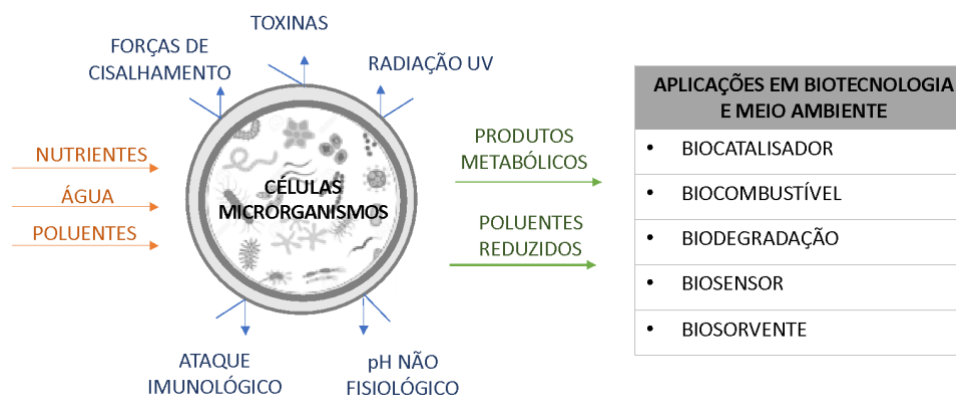 TOXINAS
FORÇAS DE
CISALHAMENTO
RADIAÇÃO UV
NUTRIENTES
ÁGUA
POLUENTES
CÉLULAS
MICRORGANISMOS
PRODUTOS
METABÓLICOS
POLUENTES
REDUZIDOS
ATAQUE
IMUNOLÓGICO
pH NÃO
FISIOLÓGICO
APLICAÇÕES EM BIOTECNOLOGIA
E MEIO AMBIENTE
• BIOCATALISADOR
• BIOCOMBUSTÍVEL
• BIODEGRADAÇÃO
• BIOSENSOR
• BIOSORVENTE